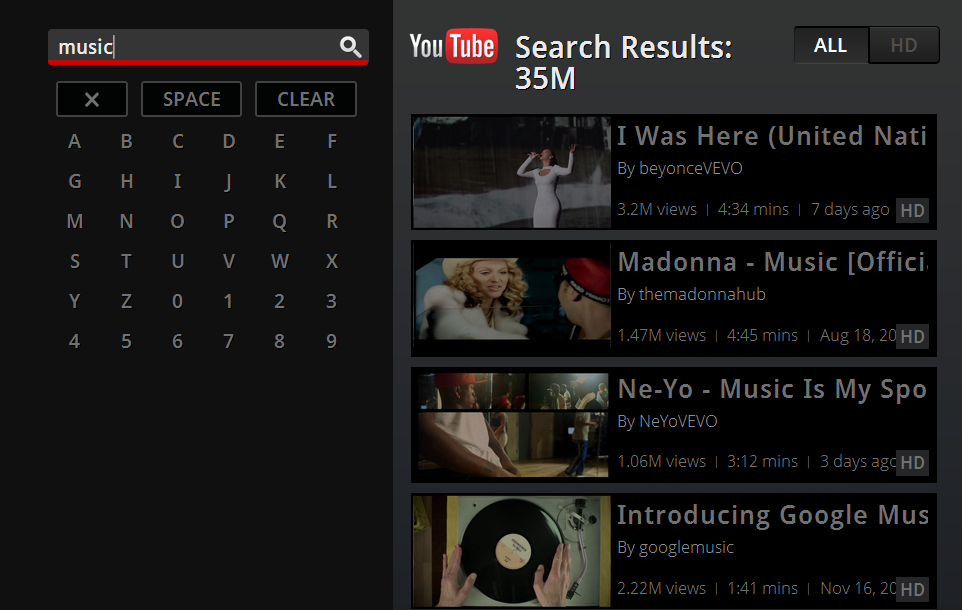 music
SPACE CLEAR
A B C D E F
G H I J K L
M N O P Q R
S T U V W X
Y Z 0 1 2 3
4 5 6 7 8 9
YouTube
Search Results:
35M
ALL HD
I Was Here (United Nati
By beyonceVEVO
3.2M views | 4:34 mins | 7 days ago HD
Madonna - Music [Officia
By themadonnahub
1.47M views | 4:45 mins | Aug 18, 20 HD
Ne-Yo - Music Is My Spo
By NeYoVEVO
1.06M views | 3:12 mins | 3 days ago HD
Introducing Google Mus
By googlemusic
2.22M views | 1:41 mins | Nov 16, 20 HD